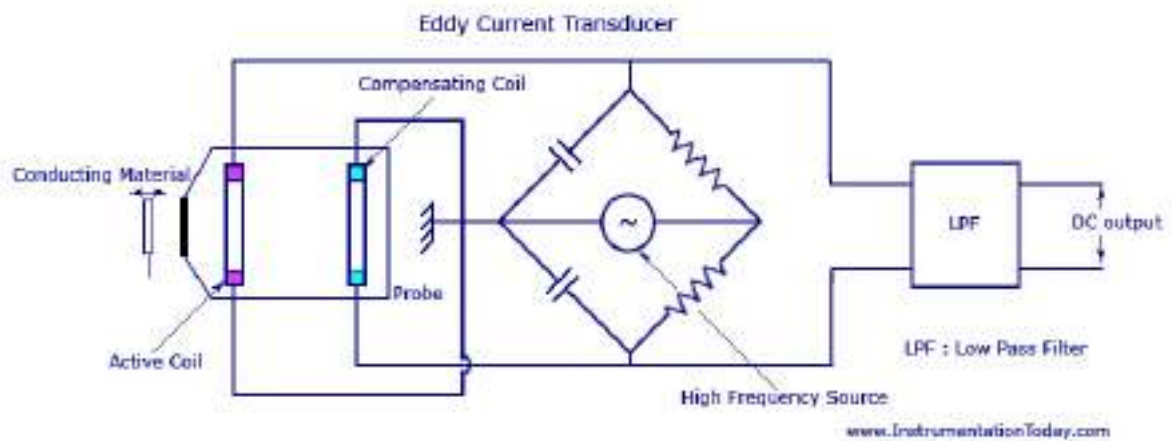 Eddy Current Transducer
Compensating Coil
Conducting Material
~
LPF
DC output
Probe
Active Coil
LPF : Low Pass Filter
High Frequency Source
www.InstrumentationToday.com